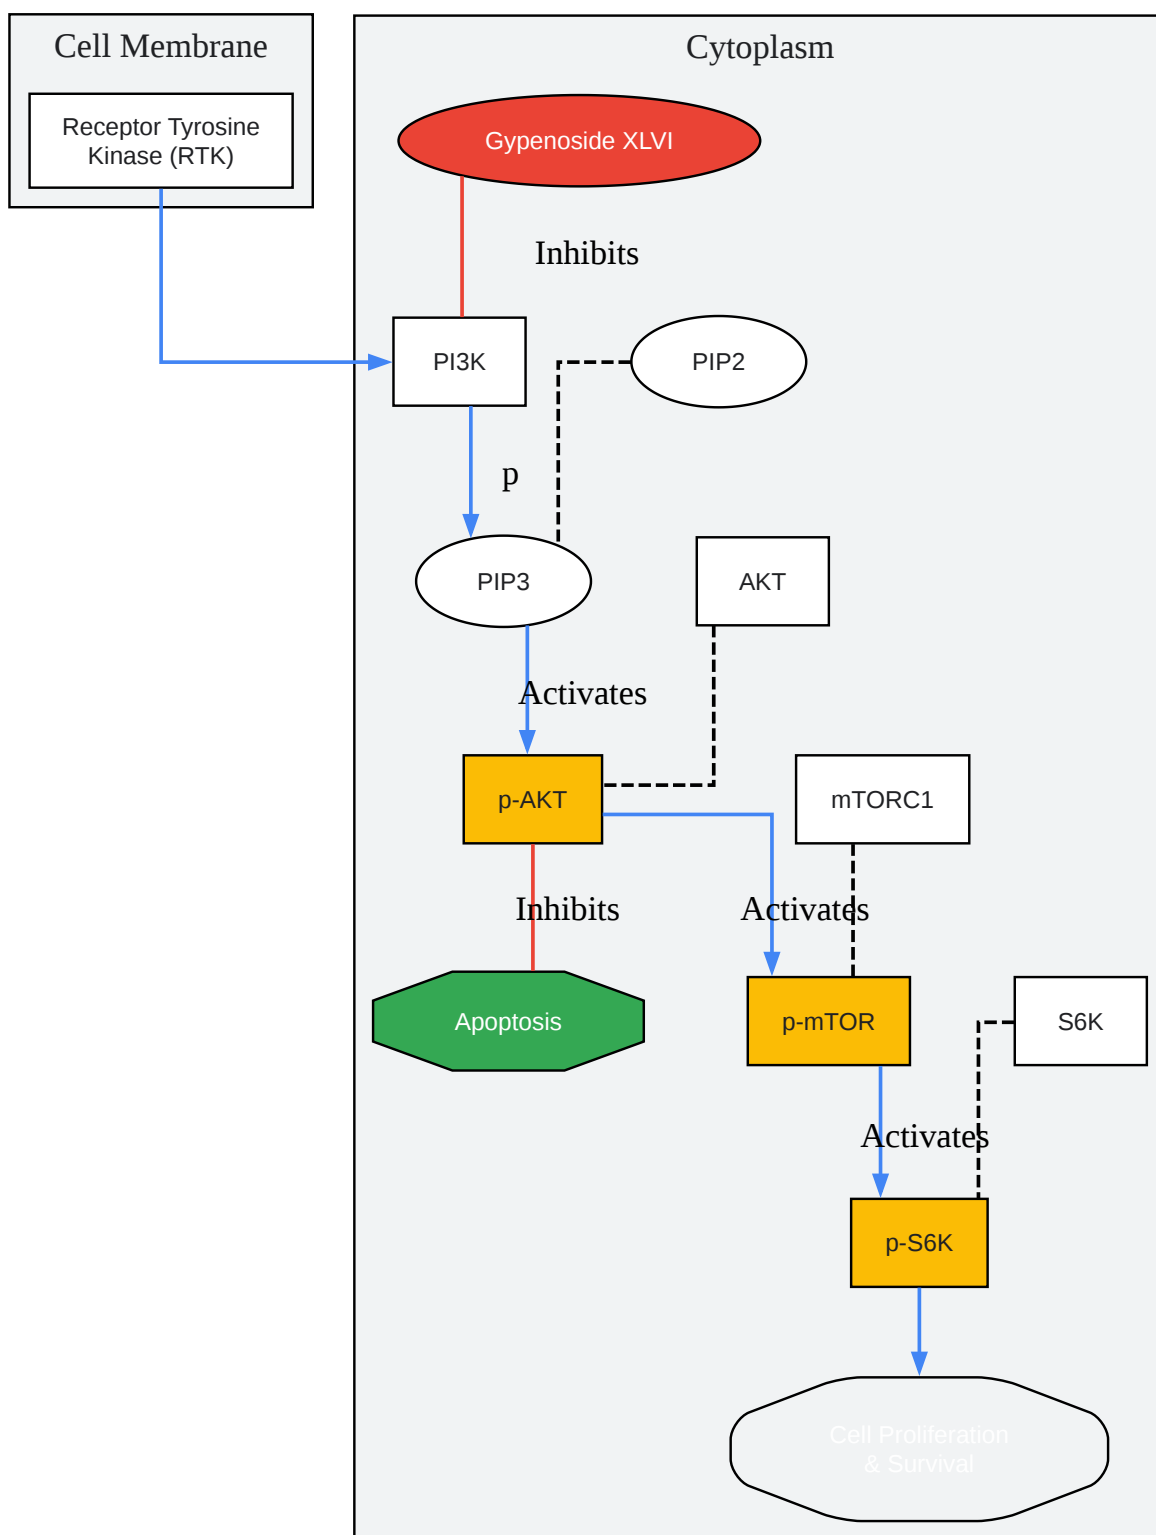 Cell Membrane
Cytoplasm
Receptor Tyrosine
Kinase (RTK)
Gypenoside XLVI
Inhibits
PI3K
PIP2
p
PIP3
AKT
Activates
p-AKT
mTORC1
Inhibits
Activates
Apoptosis
p-mTOR
S6K
Activates
p-S6K
Cell Proliferation
& Survival